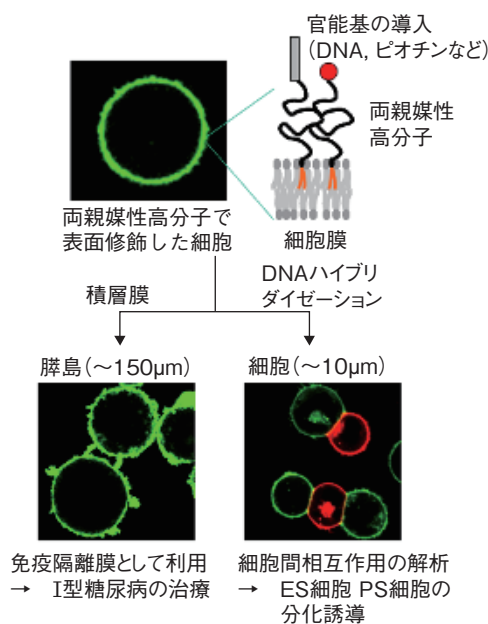 官能基の導入
(DNA, ピオチンなど)
両親媒性
高分子
両親媒性高分子で
表面修飾した細胞
細胞膜
積層膜
DNAハイブリ
ダイゼーション
膵島(～150μm)
細胞(～10μm)
免疫隔離膜として利用
→ I型糖尿病の治療
細胞間相互作用の解析
→ ES細胞 PS細胞の
分化誘導